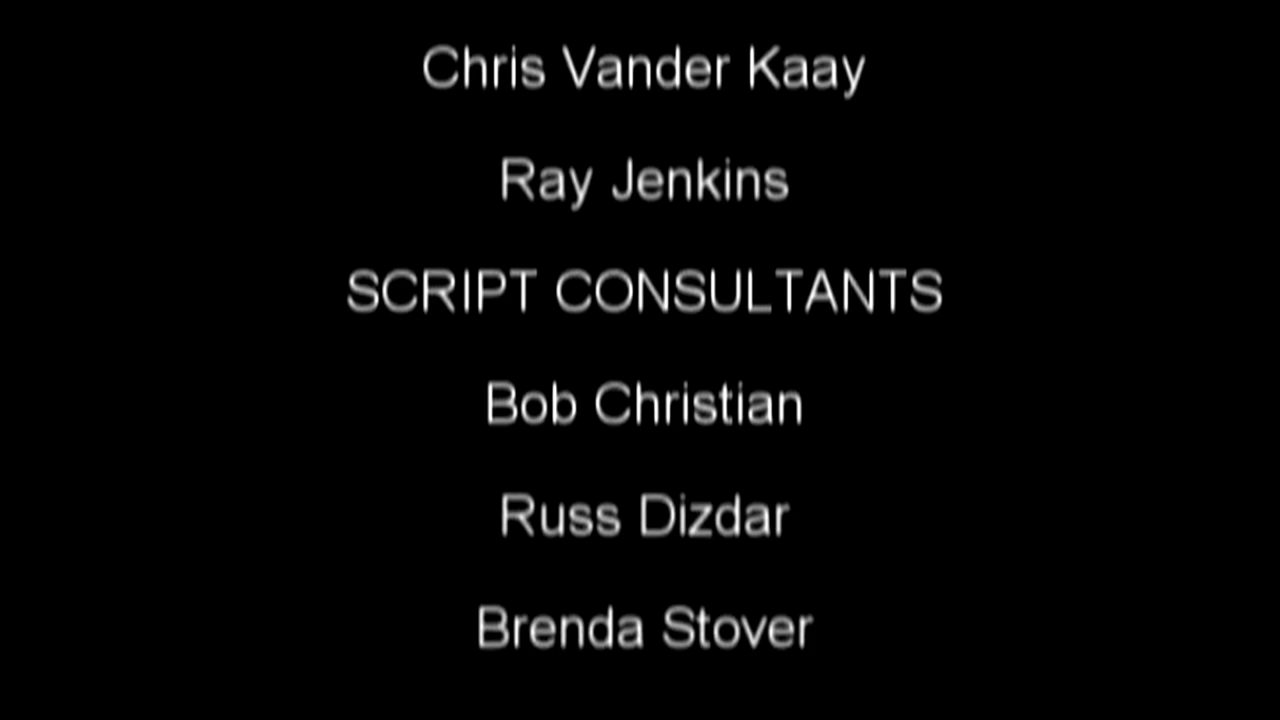 Chris Vander Kaay
Ray Jenkins
SCRIPT CONSULTANTS
Bob Christian
Russ Dizdar
Brenda Stover